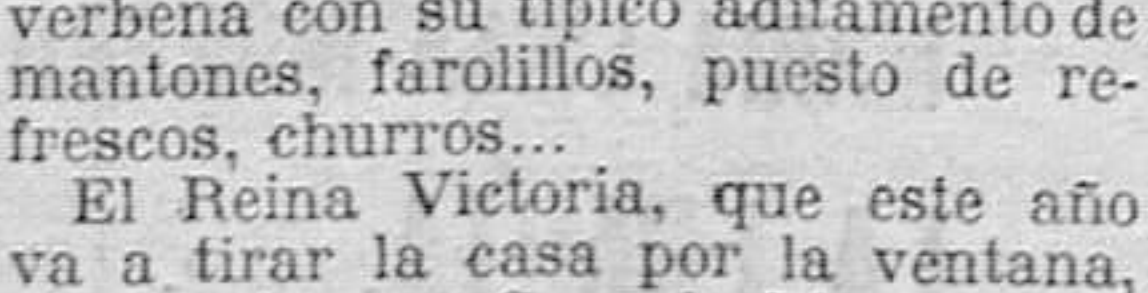 verbena con su típico aditamento de
mantones, farolillos, puesto de re-
frescos, churros...
El Reina Victoria, que este año
va a tirar la casa por la ventana,